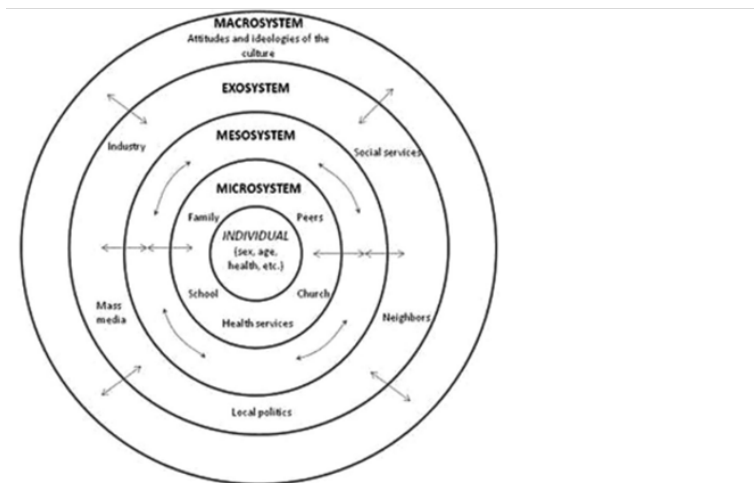 MACROSYSTEM
Attitudes and ideologies of the
culture
EXOSYSTEM
MESOSYSTEM
Industry
Social services
MICROSYSTEM
Family
Peers
INDIVIDUAL
(sex, age,
health, etc.)
School
Church
Mass
media
Health services
Neighbors
Local politics